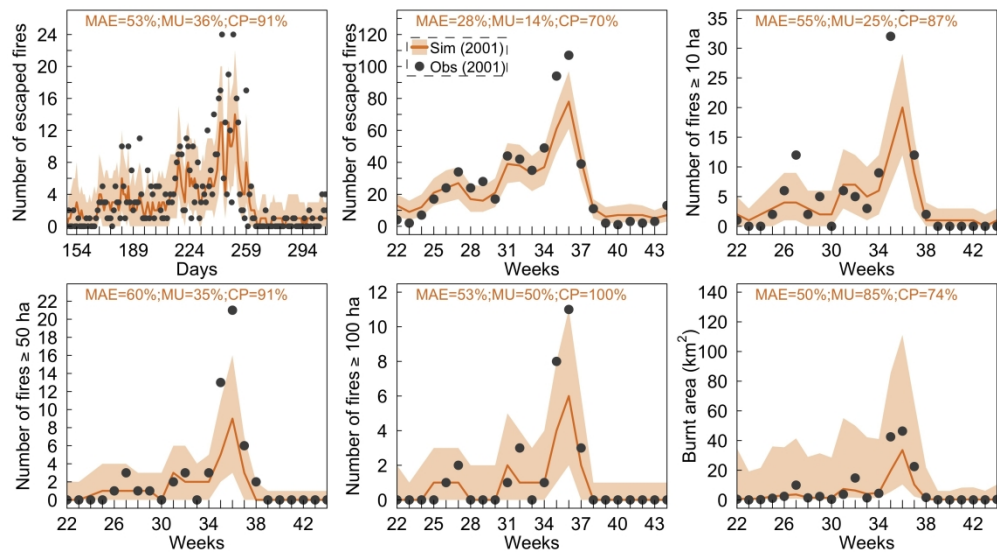 MAE=53%;MU=36%;CP=91%
Number of escaped fires
24
20
16
12
8
4
0
154 189 224 259 294
Days
MAE=28%;MU=14%;CP=70%
Number of escaped fires
120
100
80
60
40
20
0
Sim (2001)
Obs (2001)
22 25 28 31 34 37 40 43
Weeks
MAE=55%;MU=25%;CP=87%
Number of fires ≥ 10 ha
35
30
25
20
15
10
5
0
22 26 30 34 38 42
Weeks
MAE=60%;MU=35%;CP=91%
Number of fires ≥ 50 ha
22
20
18
16
14
12
10
8
6
4
2
0
22 26 30 34 38 42
Weeks
MAE=53%;MU=50%;CP=100%
Number of fires ≥ 100 ha
12
10
8
6
4
2
0
22 25 28 31 34 37 41 44
Weeks
MAE=50%;MU=85%;CP=74%
Burnt area (km²)
140
120
100
80
60
40
20
0
22 26 30 34 38 42
Weeks